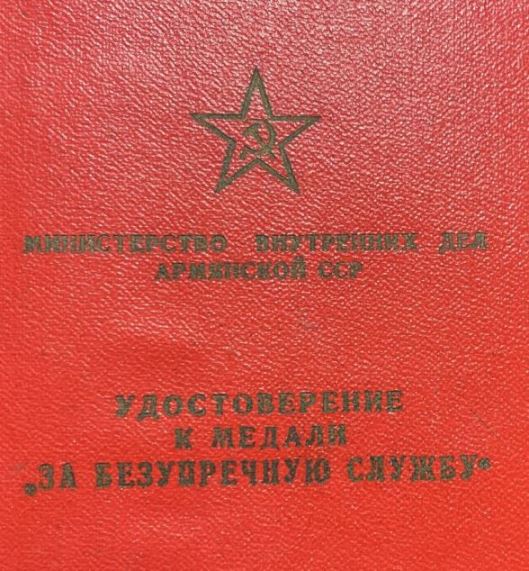 МИНИСТЕРСТВО ВНУТРЕННИХ ДЕЛ
АРМЯНСКОЙ ССР
УДОСТОВЕРЕНИЕ
К МЕДАЛИ
„ЗА БЕЗУПРЕЧНУЮ СЛУЖБУ“